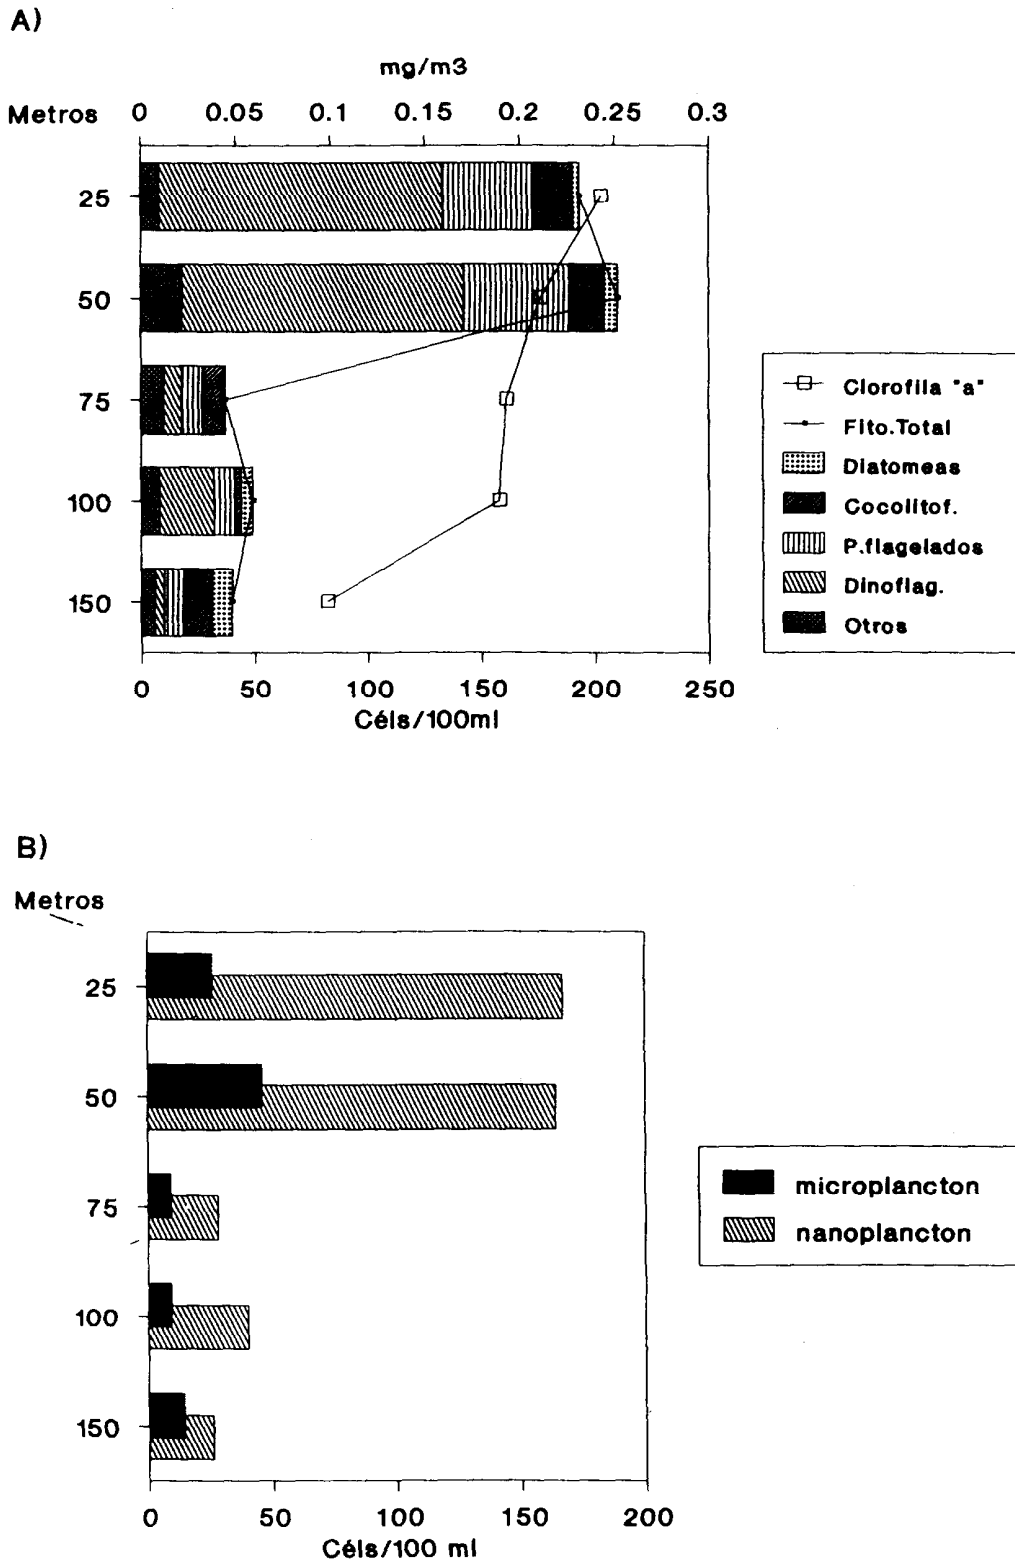 A)
mg/m3
Metros 0 0.05 0.1 0.16 0.2 0.25 0.3
25
50
75
100
150
0 50 100 150 200 250
Céls/100ml
Clorofila "a"
Fito.Total
Diatomeas
Cocolitof.
P.flagelados
Dinoflag.
Otros
B)
Metros
25
50
75
100
150
0 50 100 150 200
Céls/100 ml
microplancton
nanoplancton